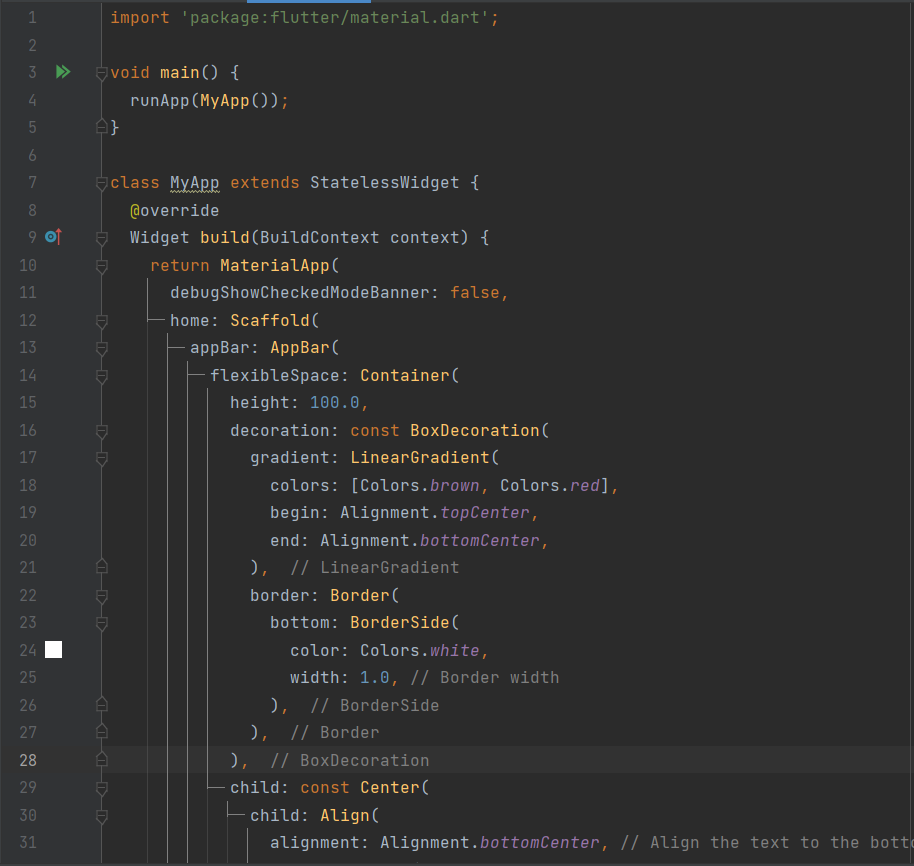 1 import 'package:flutter/material.dart';
2
3 void main() {
4 runApp(MyApp());
5 }
6
7 class MyApp extends StatelessWidget {
8 @override
9 Widget build(BuildContext context) {
10 return MaterialApp(
11 debugShowCheckedModeBanner: false,
12 home: Scaffold(
13 appBar: AppBar(
14 flexibleSpace: Container(
15 height: 100.0,
16 decoration: const BoxDecoration(
17 gradient: LinearGradient(
18 colors: [Colors.brown, Colors.red],
19 begin: Alignment.topCenter,
20 end: Alignment.bottomCenter,
21 ), // LinearGradient
22 border: Border(
23 bottom: BorderSide(
24 color: Colors.white,
25 width: 1.0, // Border width
26 ), // BorderSide
27 ), // Border
28 ), // BoxDecoration
29 child: const Center(
30 child: Align(
31 alignment: Alignment.bottomCenter, // Align the text to the